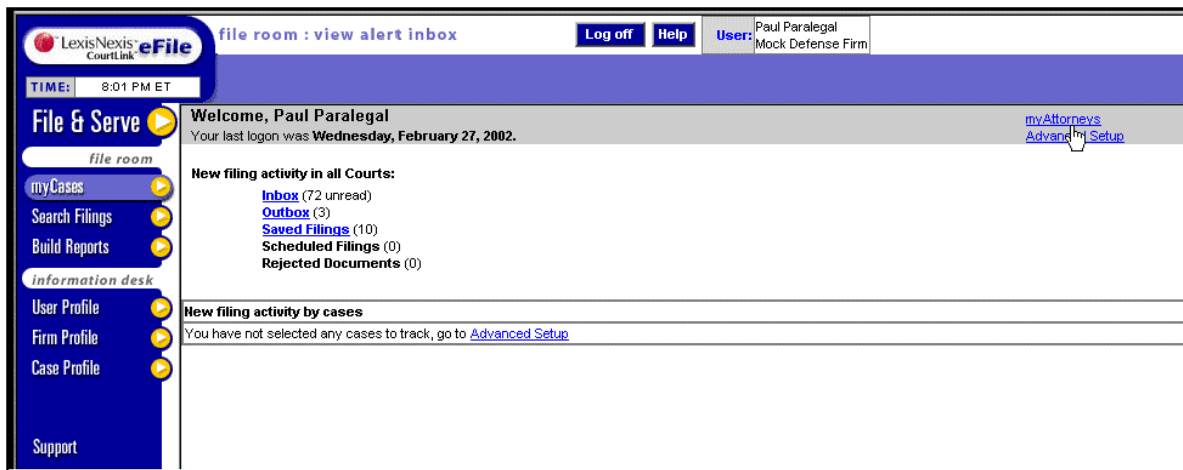 LexisNexis eFile
CourtLink
file room : view alert inbox
Log off
Help
User:
Paul Paralegal
Mock Defense Firm
TIME:
8:01 PM ET
File & Serve
file room
myCases
Search Filings
Build Reports
information desk
User Profile
Firm Profile
Case Profile
Support
Welcome, Paul Paralegal
Your last logon was Wednesday, February 27, 2002.
myAttorneys
Advanced Setup
New filing activity in all Courts:
Inbox (72 unread)
Outbox (3)
Saved Filings (10)
Scheduled Filings (0)
Rejected Documents (0)
New filing activity by cases
You have not selected any cases to track, go to Advanced Setup